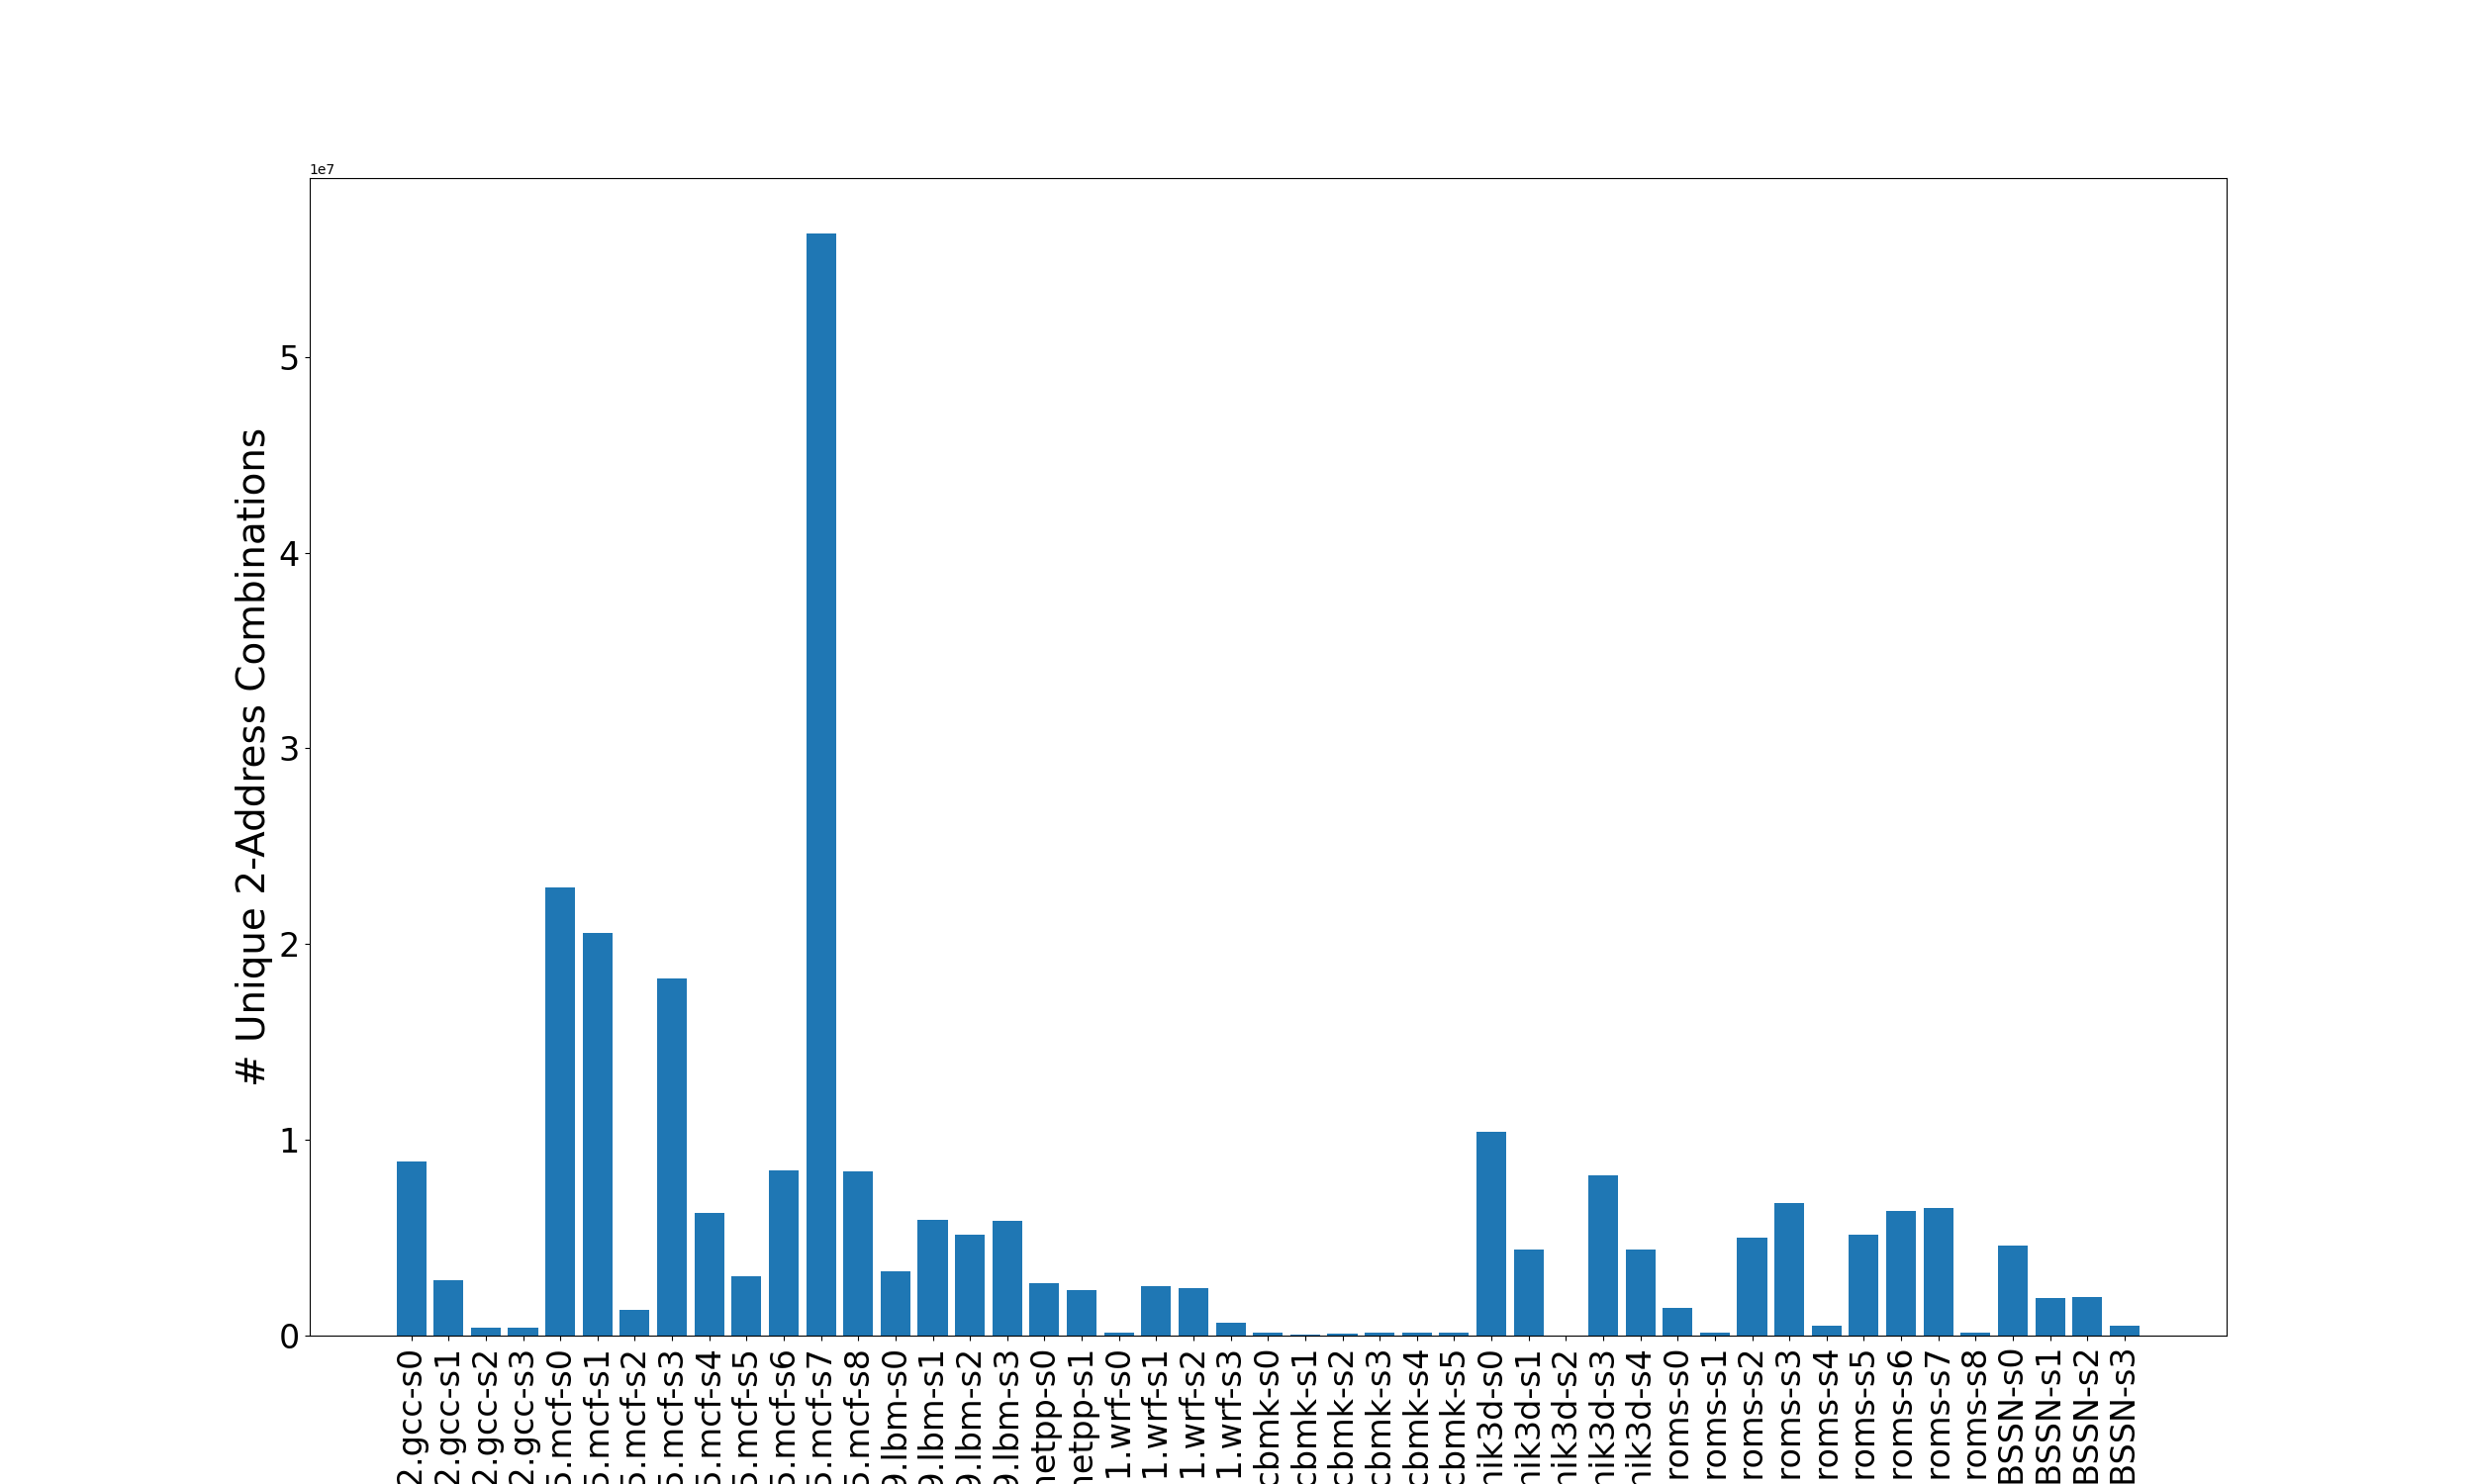 1e7
# Unique 2-Address Combinations
5
4
3
2
1
0
2.gcc-s0
2.gcc-s1
2.gcc-s2
2.gcc-s3
5.mcf-s0
5.mcf-s1
5.mcf-s2
5.mcf-s3
5.mcf-s4
5.mcf-s5
5.mcf-s6
5.mcf-s7
5.mcf-s8
9.lbm-s0
9.lbm-s1
9.lbm-s2
9.lbm-s3
netpp-s0
netpp-s1
1.wrf-s0
1.wrf-s1
1.wrf-s2
1.wrf-s3
cbmk-s0
cbmk-s1
cbmk-s2
cbmk-s3
cbmk-s4
cbmk-s5
nik3d-s0
nik3d-s1
nik3d-s2
nik3d-s3
nik3d-s4
roms-s0
roms-s1
roms-s2
roms-s3
roms-s4
roms-s5
roms-s6
roms-s7
roms-s8
BSSN-s0
BSSN-s1
BSSN-s2
BSSN-s3